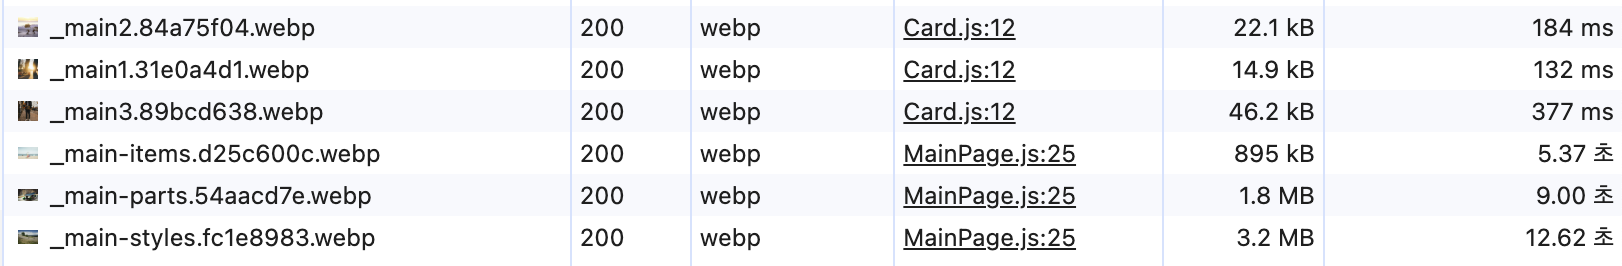 _main2.84a75f04.webp 200 webp Card.js:12 22.1 kB 184 ms
_main1.31e0a4d1.webp 200 webp Card.js:12 14.9 kB 132 ms
_main3.89bcd638.webp 200 webp Card.js:12 46.2 kB 377 ms
_main-items.d25c600c.webp 200 webp MainPage.js:25 895 kB 5.37 초
_main-parts.54aacd7e.webp 200 webp MainPage.js:25 1.8 MB 9.00 초
_main-styles.fc1e8983.webp 200 webp MainPage.js:25 3.2 MB 12.62 초